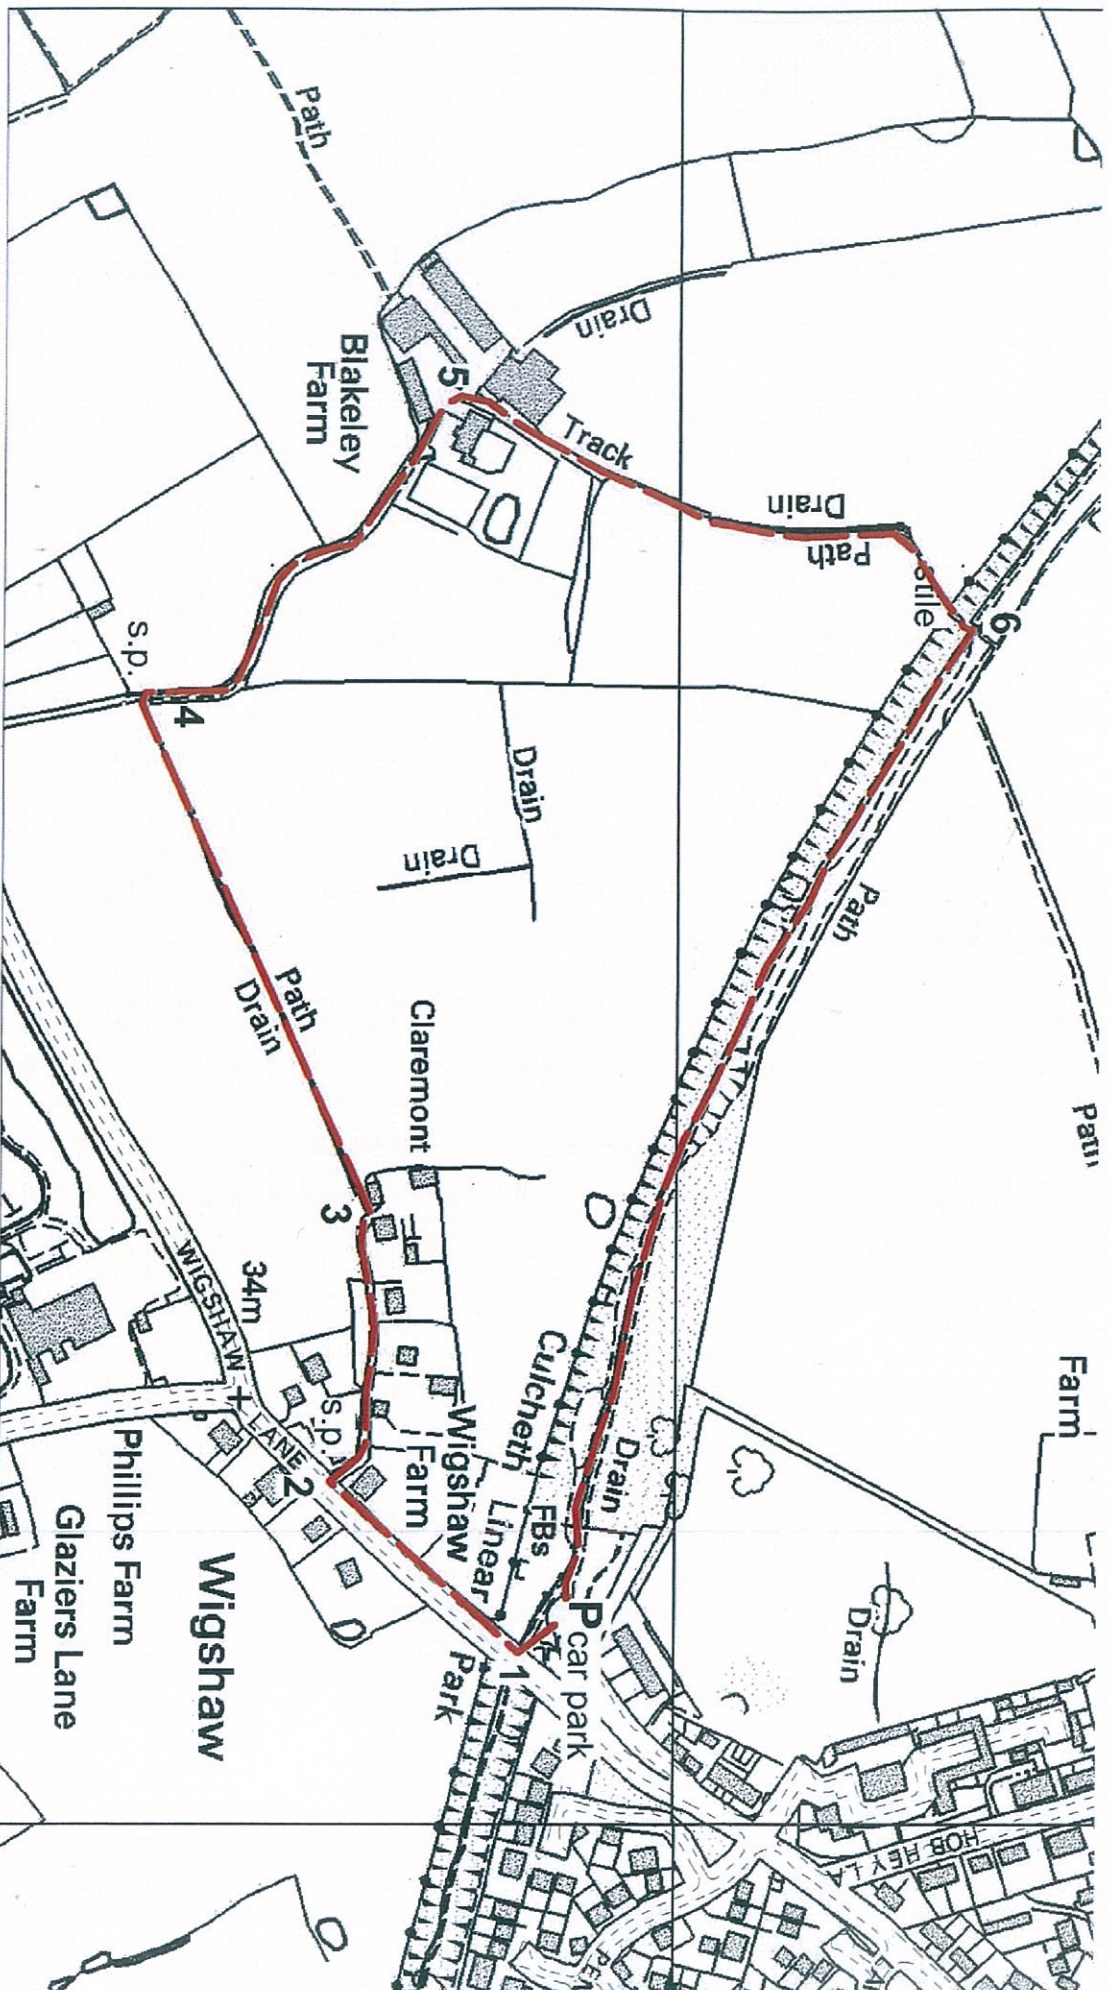 Path
Drain
Blakeley
Farm
5
Track
Drain
Path
Stile
6
s.p.
4
Drain
Drain
Path
Path
Path
Drain
Claremont
3
34m
WIGSHAW
LANE
s.p.
2
Wigshaw
Farm
Culcheth
Linear
Park
FBs
Drain
P
car park
1
Farm
Drain
Phillips Farm
Glaziers Lane
Farm
Wigshaw
HOB HEY LA